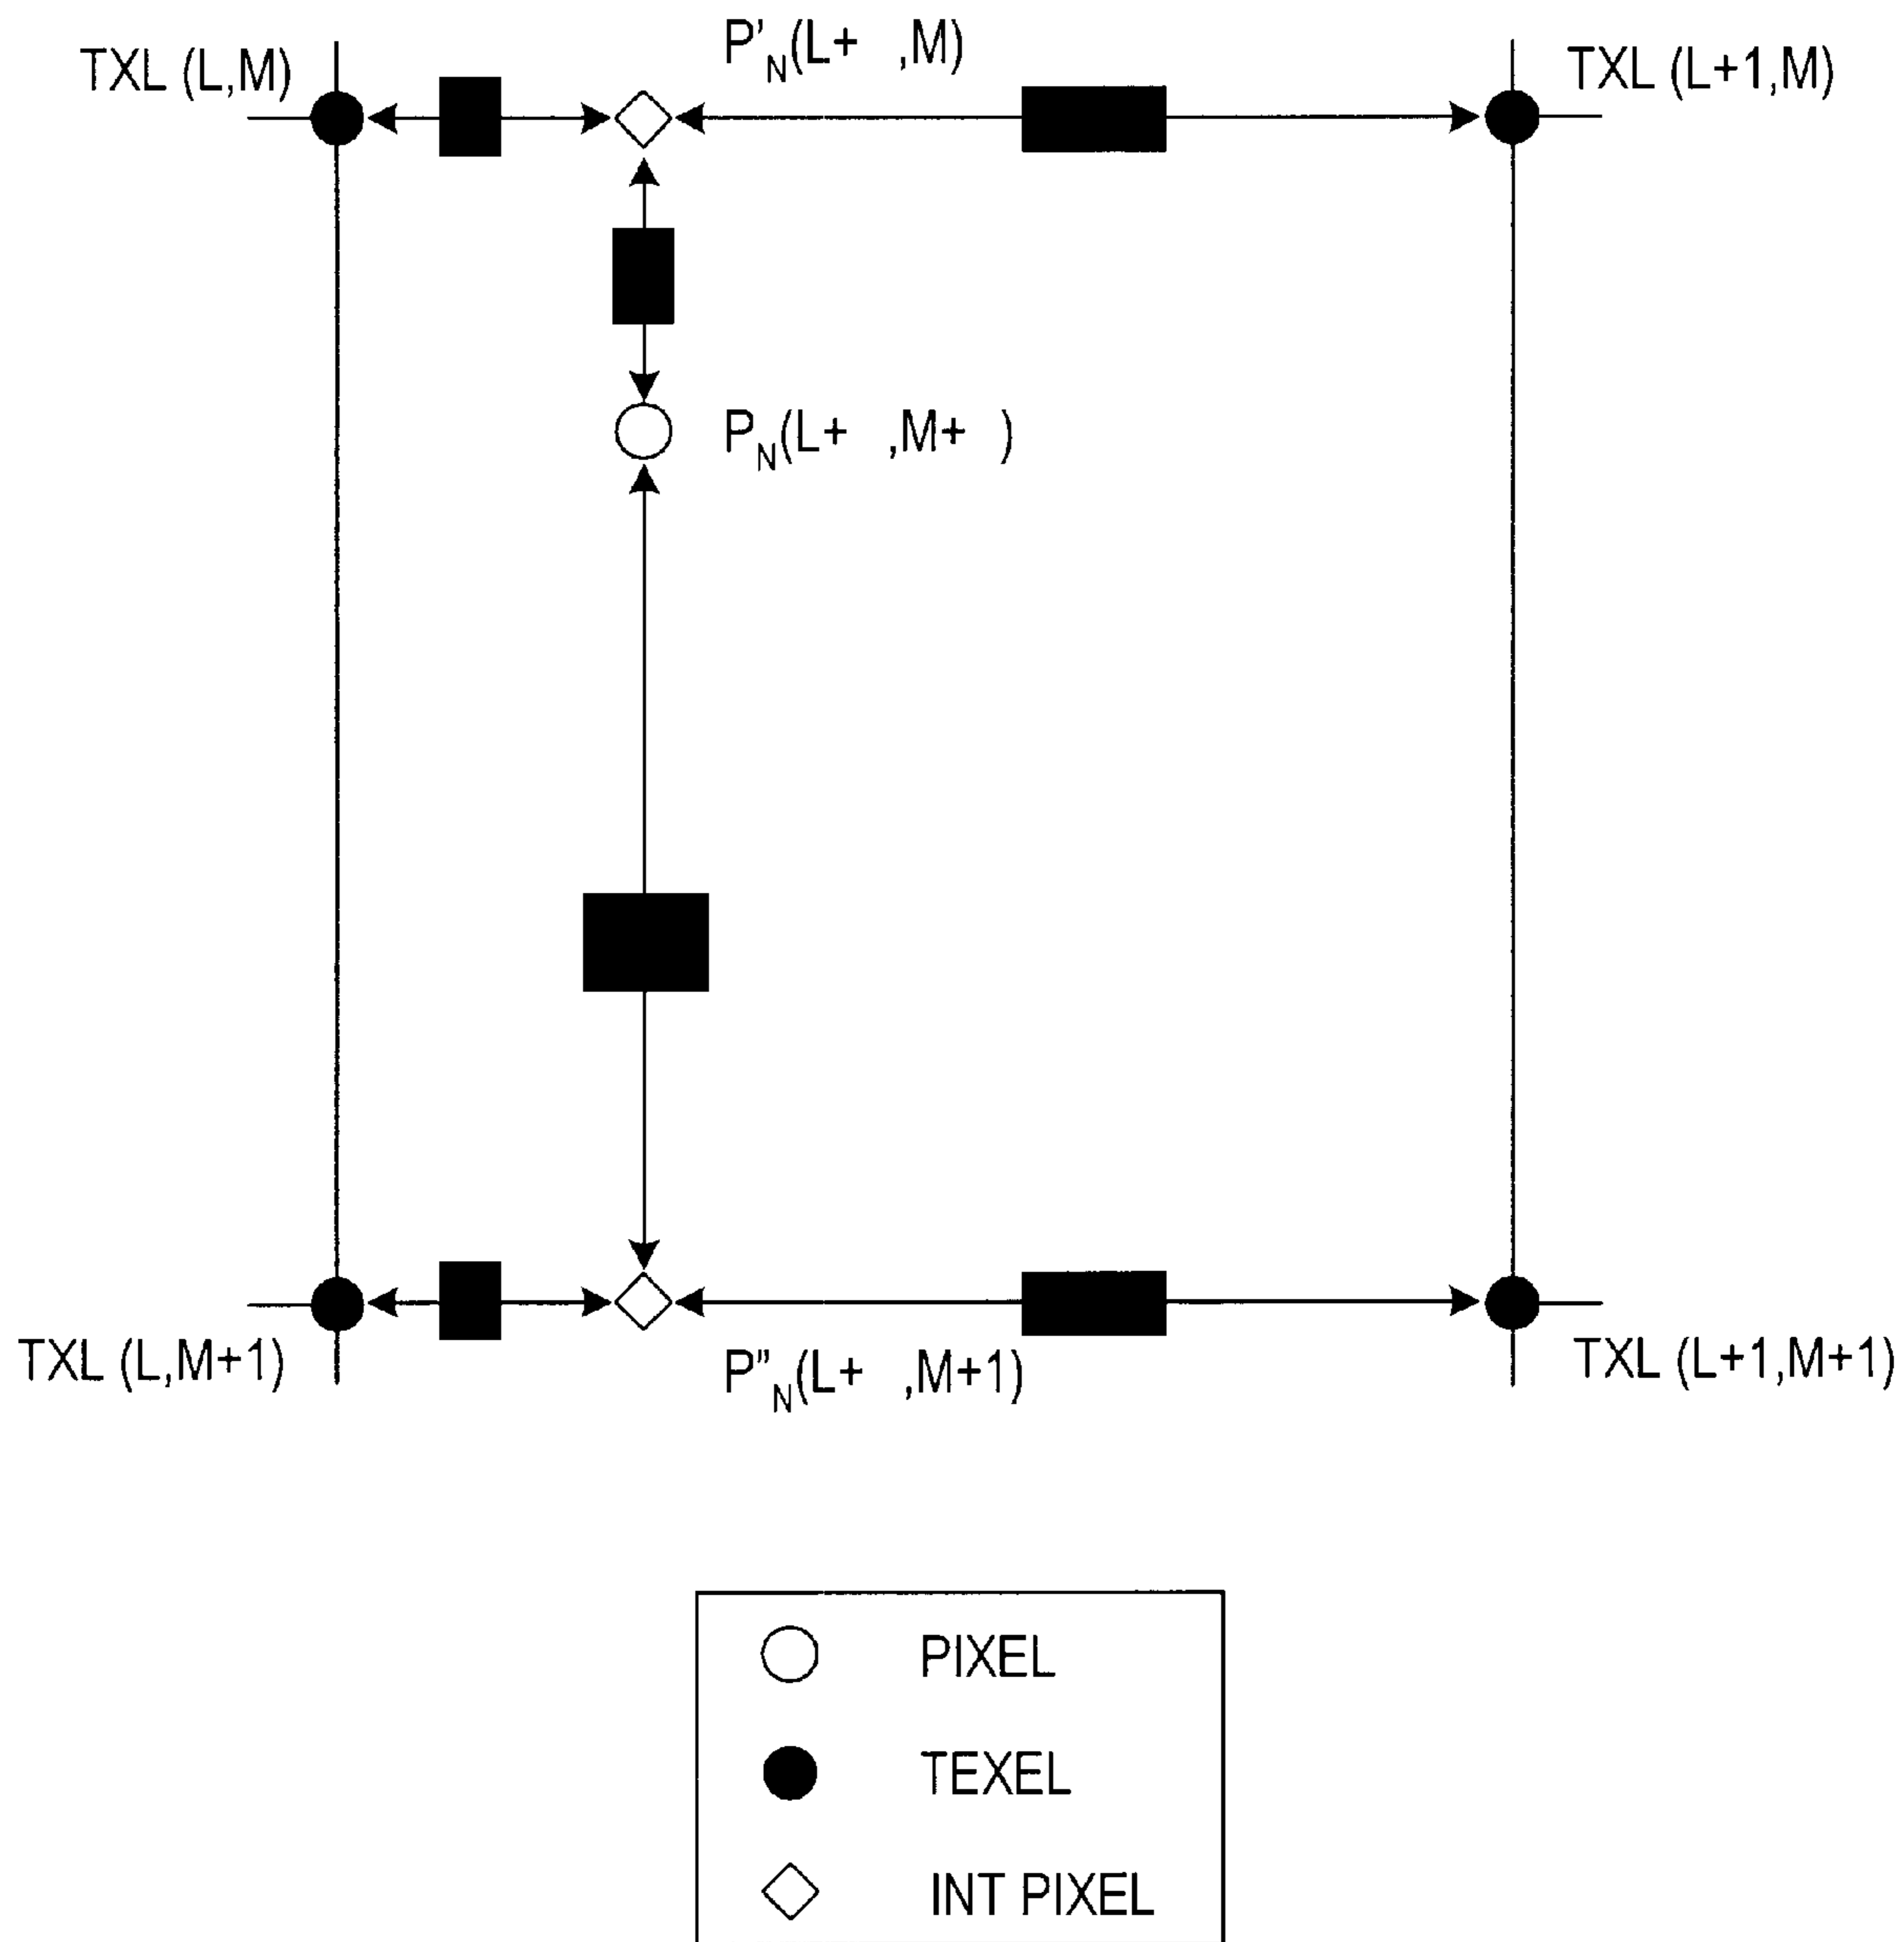 TXL (L,M)
P'N(L+ ,M)
TXL (L+1,M)
PN(L+ ,M+ )
TXL (L,M+1)
P"N(L+ ,M+1)
TXL (L+1,M+1)
PIXEL
TEXEL
INT PIXEL